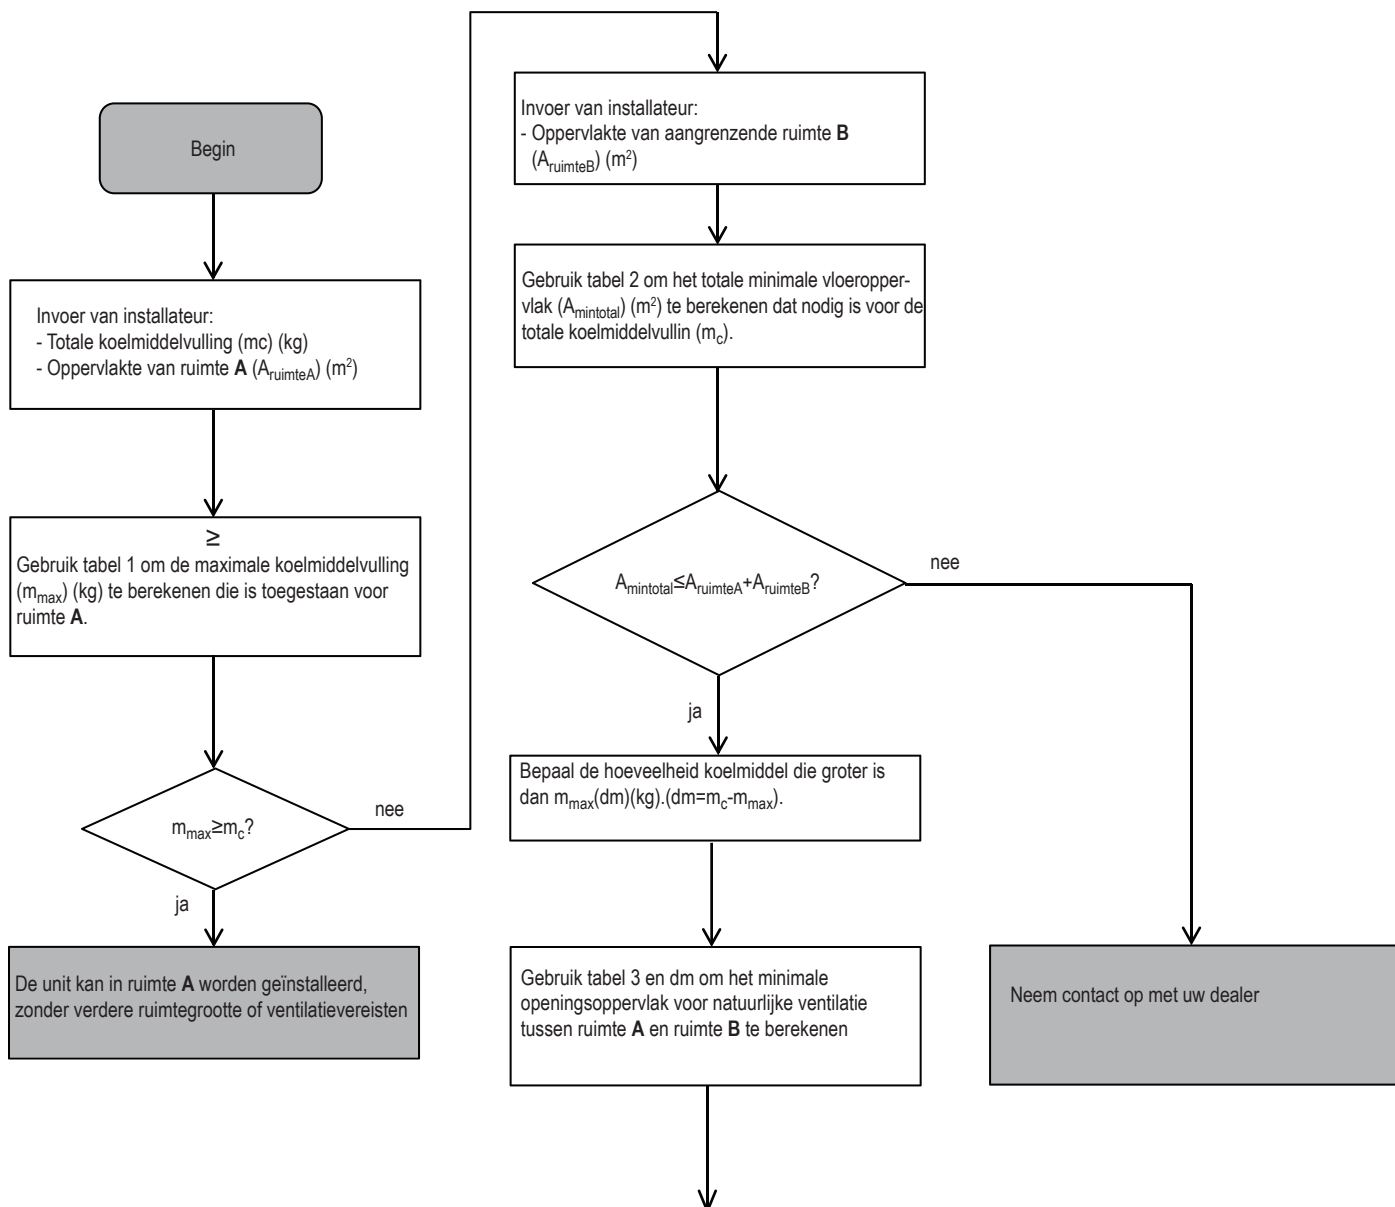 Begin
Invoer van installateur:
- Totale koelmiddelvulling (mc) (kg)
- Oppervlakte van ruimte A (AruimteA) (m²)
≥
Gebruik tabel 1 om de maximale koelmiddelvulling
(mmax) (kg) te berekenen die is toegestaan voor
ruimte A.
mmax≥mc?
nee
ja
De unit kan in ruimte A worden geïnstalleerd,
zonder verdere ruimtegrootte of ventilatievereisten
Invoer van installateur:
- Oppervlakte van aangrenzende ruimte B
(AruimteB) (m²)
Gebruik tabel 2 om het totale minimale vloeropper-
vlak (Amintotal) (m²) te berekenen dat nodig is voor de
totale koelmiddelvullin (mc).
Amintotal≤AruimteA+AruimteB?
nee
ja
Bepaal de hoeveelheid koelmiddel die groter is
dan mmax(dm)(kg).(dm=mc-mmax).
Gebruik tabel 3 en dm om het minimale
openingsoppervlak voor natuurlijke ventilatie
tussen ruimte A en ruimte B te berekenen
Neem contact op met uw dealer